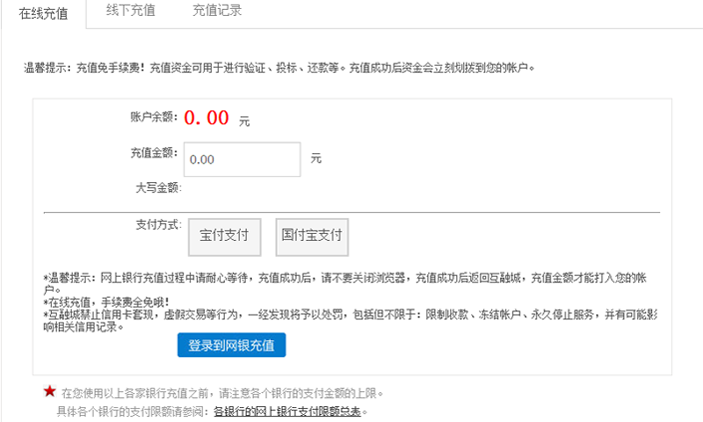 在线充值 线下充值 充值记录
温馨提示：充值免手续费！充值资金可用于进行验证、投标、还款等。充值成功后资金会立刻划拨到您的帐户。
账户余额：0.00 元
充值金额：0.00 元
大写金额:
支付方式: 宝付支付 国付宝支付
*温馨提示：网上银行充值过程中请耐心等待，充值成功后，请不要关闭浏览器，充值成功后返回互融城，充值金额才能打入您的帐
户。
*在线充值，手续费全免哦！
*互融城禁止信用卡套现，虚假交易等行为，一经发现将予以处罚，包括但不限于：限制收款、冻结帐户、永久停止服务，并有可能影
响相关信用记录。
登录到网银充值
★ 在您使用以上各家银行充值之前，请注意各个银行的支付金额的上限。
具体各个银行的支付限额请参阅：各银行的网上银行支付限额总表。